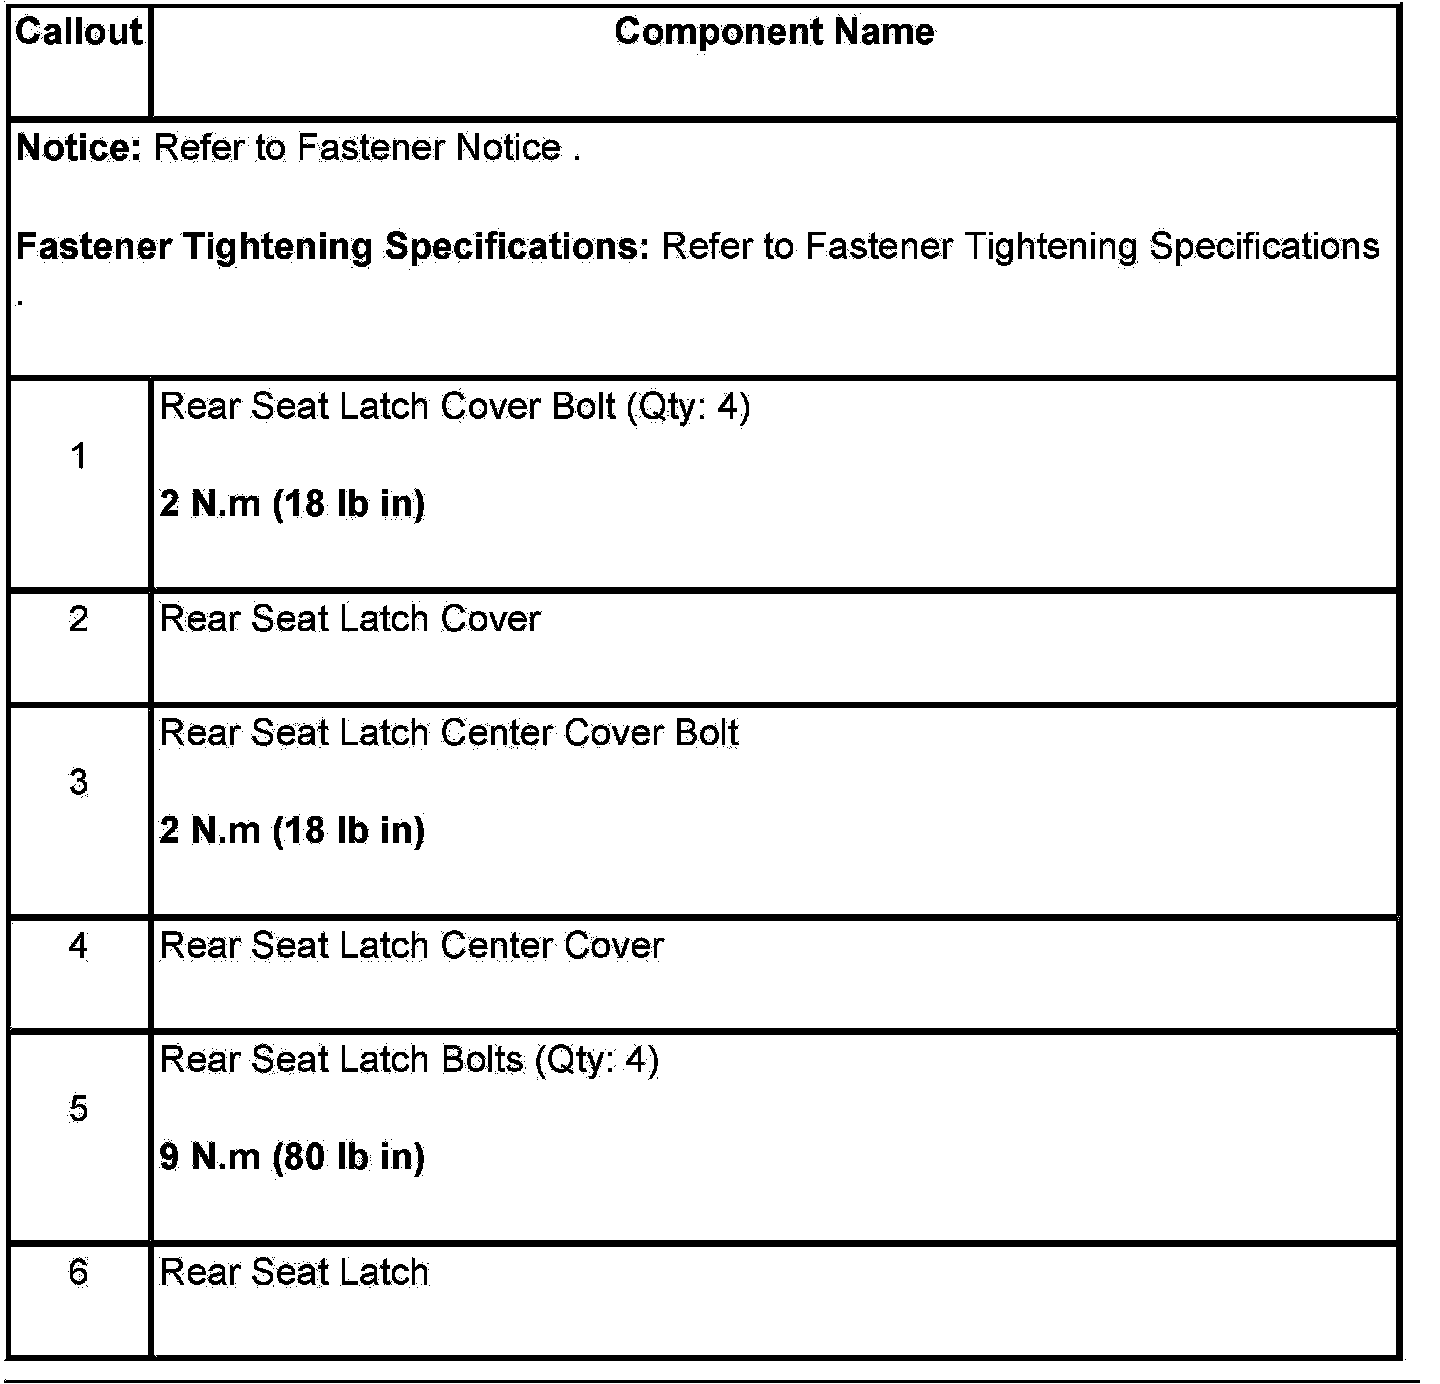 Callout Component Name
Notice: Refer to Fastener Notice .
Fastener Tightening Specifications: Refer to Fastener Tightening Specifications
.
Rear Seat Latch Cover Bolt (Qty: 4)
1
2 N.m (18 lb in)
2 Rear Seat Latch Cover
Rear Seat Latch Center Cover Bolt
3
2 N.m (18 lb in)
4 Rear Seat Latch Center Cover
Rear Seat Latch Bolts (Qty: 4)
5
9 N.m (80 lb in)
6 Rear Seat Latch